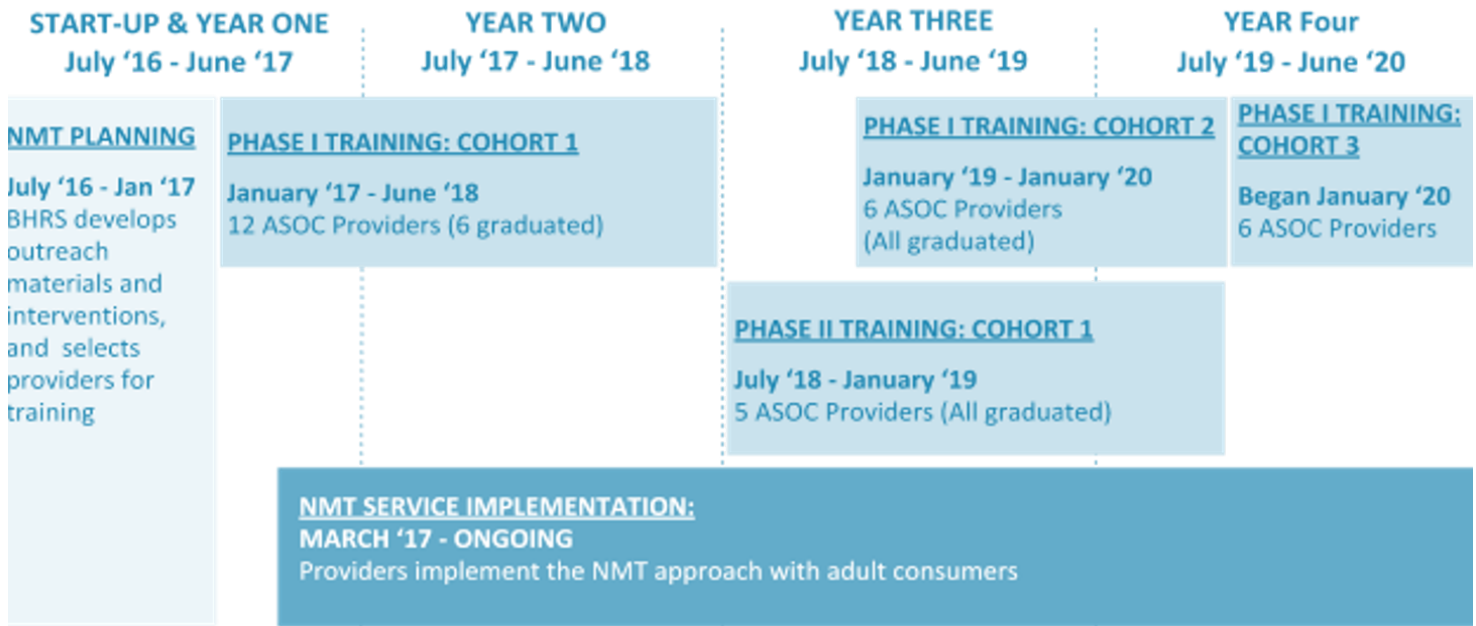 START-UP & YEAR ONE
July ‘16 - June ‘17
YEAR TWO
July ‘17 - June ‘18
YEAR THREE
July ‘18 - June ‘19
YEAR Four
July ‘19 - June ‘20
NMT PLANNING
July ‘16 - Jan ‘17
BHRS develops
outreach
materials and
interventions,
and selects
providers for
training
PHASE I TRAINING: COHORT 1
January ‘17 - June ‘18
12 ASOC Providers (6 graduated)
PHASE I TRAINING: COHORT 2
January ‘19 - January ‘20
6 ASOC Providers
(All graduated)
PHASE I TRAINING:
COHORT 3
Began January ‘20
6 ASOC Providers
PHASE II TRAINING: COHORT 1
July ‘18 - January ‘19
5 ASOC Providers (All graduated)
NMT SERVICE IMPLEMENTATION:
MARCH ‘17 - ONGOING
Providers implement the NMT approach with adult consumers